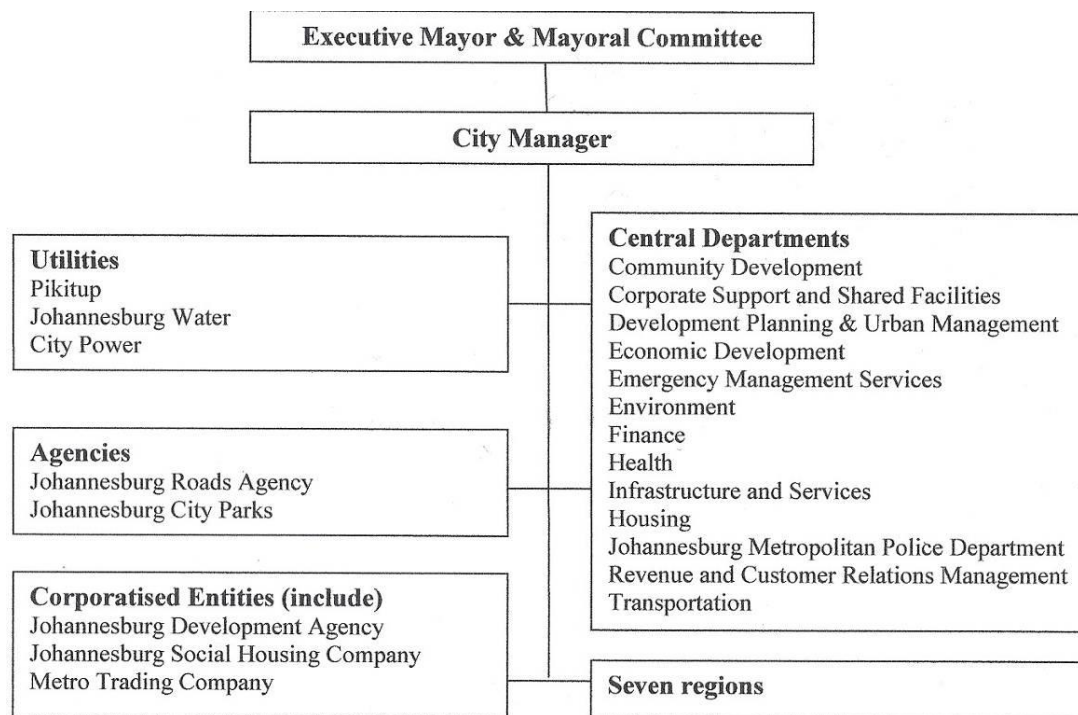 Executive Mayor & Mayoral Committee
City Manager
Utilities
Pikitup
Johannesburg Water
City Power
Agencies
Johannesburg Roads Agency
Johannesburg City Parks
Corporatised Entities (include)
Johannesburg Development Agency
Johannesburg Social Housing Company
Metro Trading Company
Central Departments
Community Development
Corporate Support and Shared Facilities
Development Planning & Urban Management
Economic Development
Emergency Management Services
Environment
Finance
Health
Infrastructure and Services
Housing
Johannesburg Metropolitan Police Department
Revenue and Customer Relations Management
Transportation
Seven regions